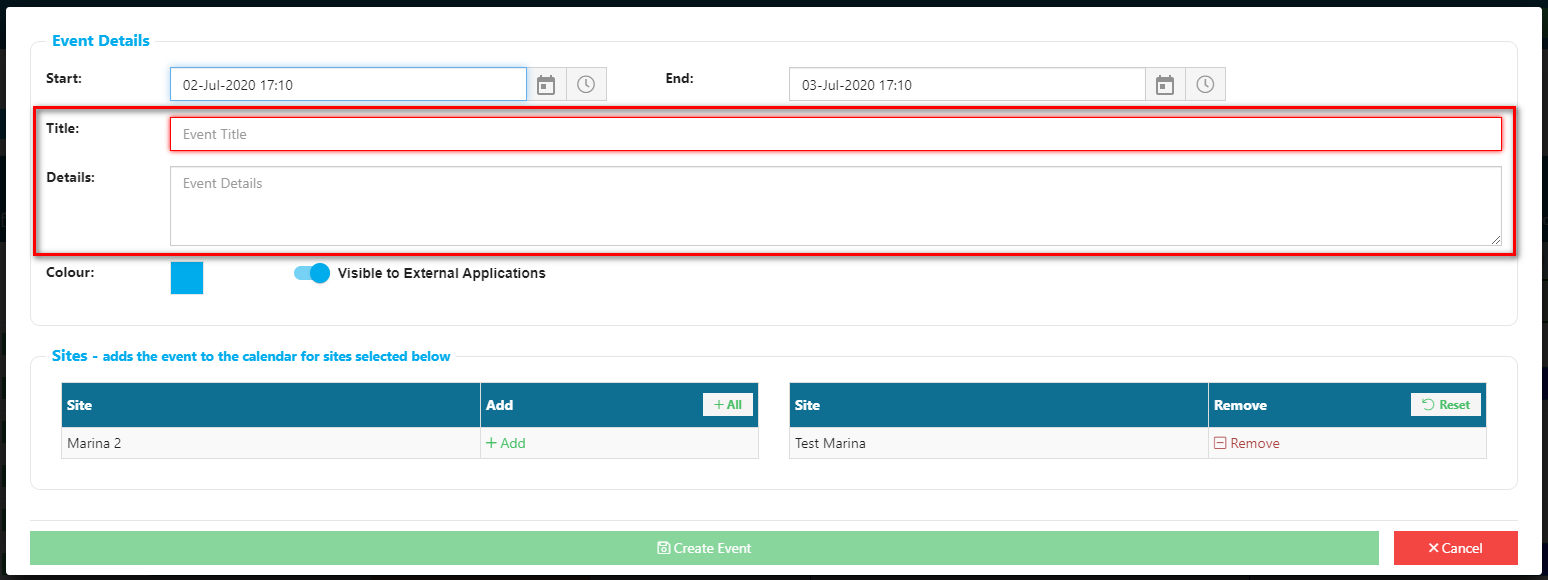 Event Details
Start: 02-Jul-2020 17:10 End: 03-Jul-2020 17:10
Title: Event Title
Details: Event Details
Colour: Visible to External Applications
Sites - adds the event to the calendar for sites selected below
Site Add + All Site Remove Reset
Marina 2 + Add Test Marina Remove
Create Event × Cancel